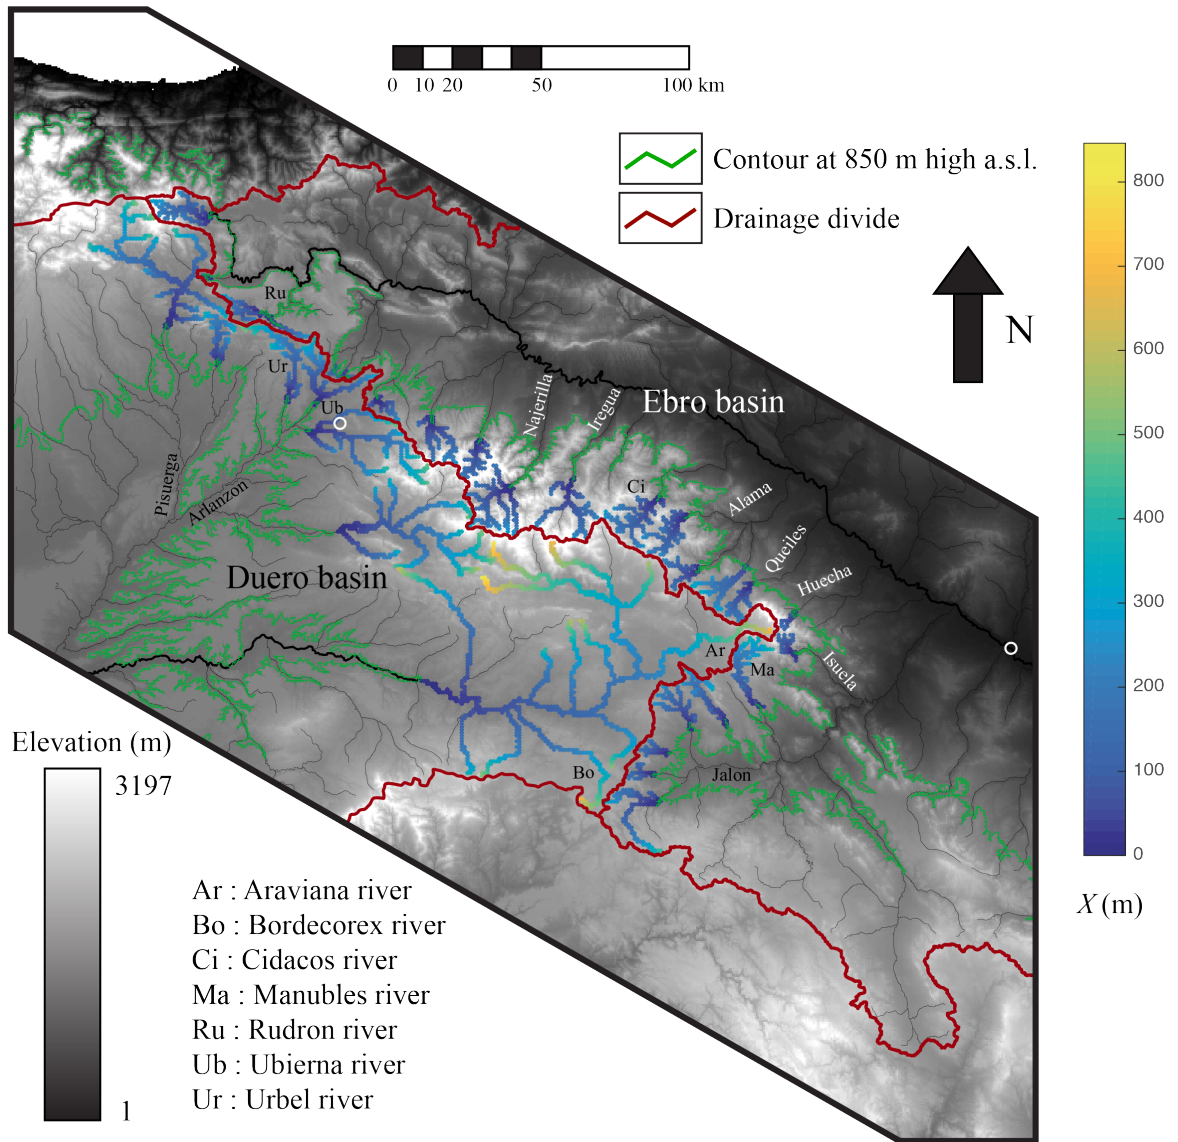 0 10 20 50 100 km
Contour at 850 m high a.s.l.
Drainage divide
N
800
700
600
500
400
300
200
100
0
X (m)
Ru
Ur
Ub
Najerilla
Iregua
Ebro basin
Pisuerga
Arlanzon
Ci
Alama
Queiles
Huecha
Duero basin
Ar
Ma
Isuela
Bo
Jalon
Elevation (m)
3197
1
Ar : Araviana river
Bo : Bordecorex river
Ci : Cidacos river
Ma : Manubles river
Ru : Rudron river
Ub : Ubierna river
Ur : Urbel river